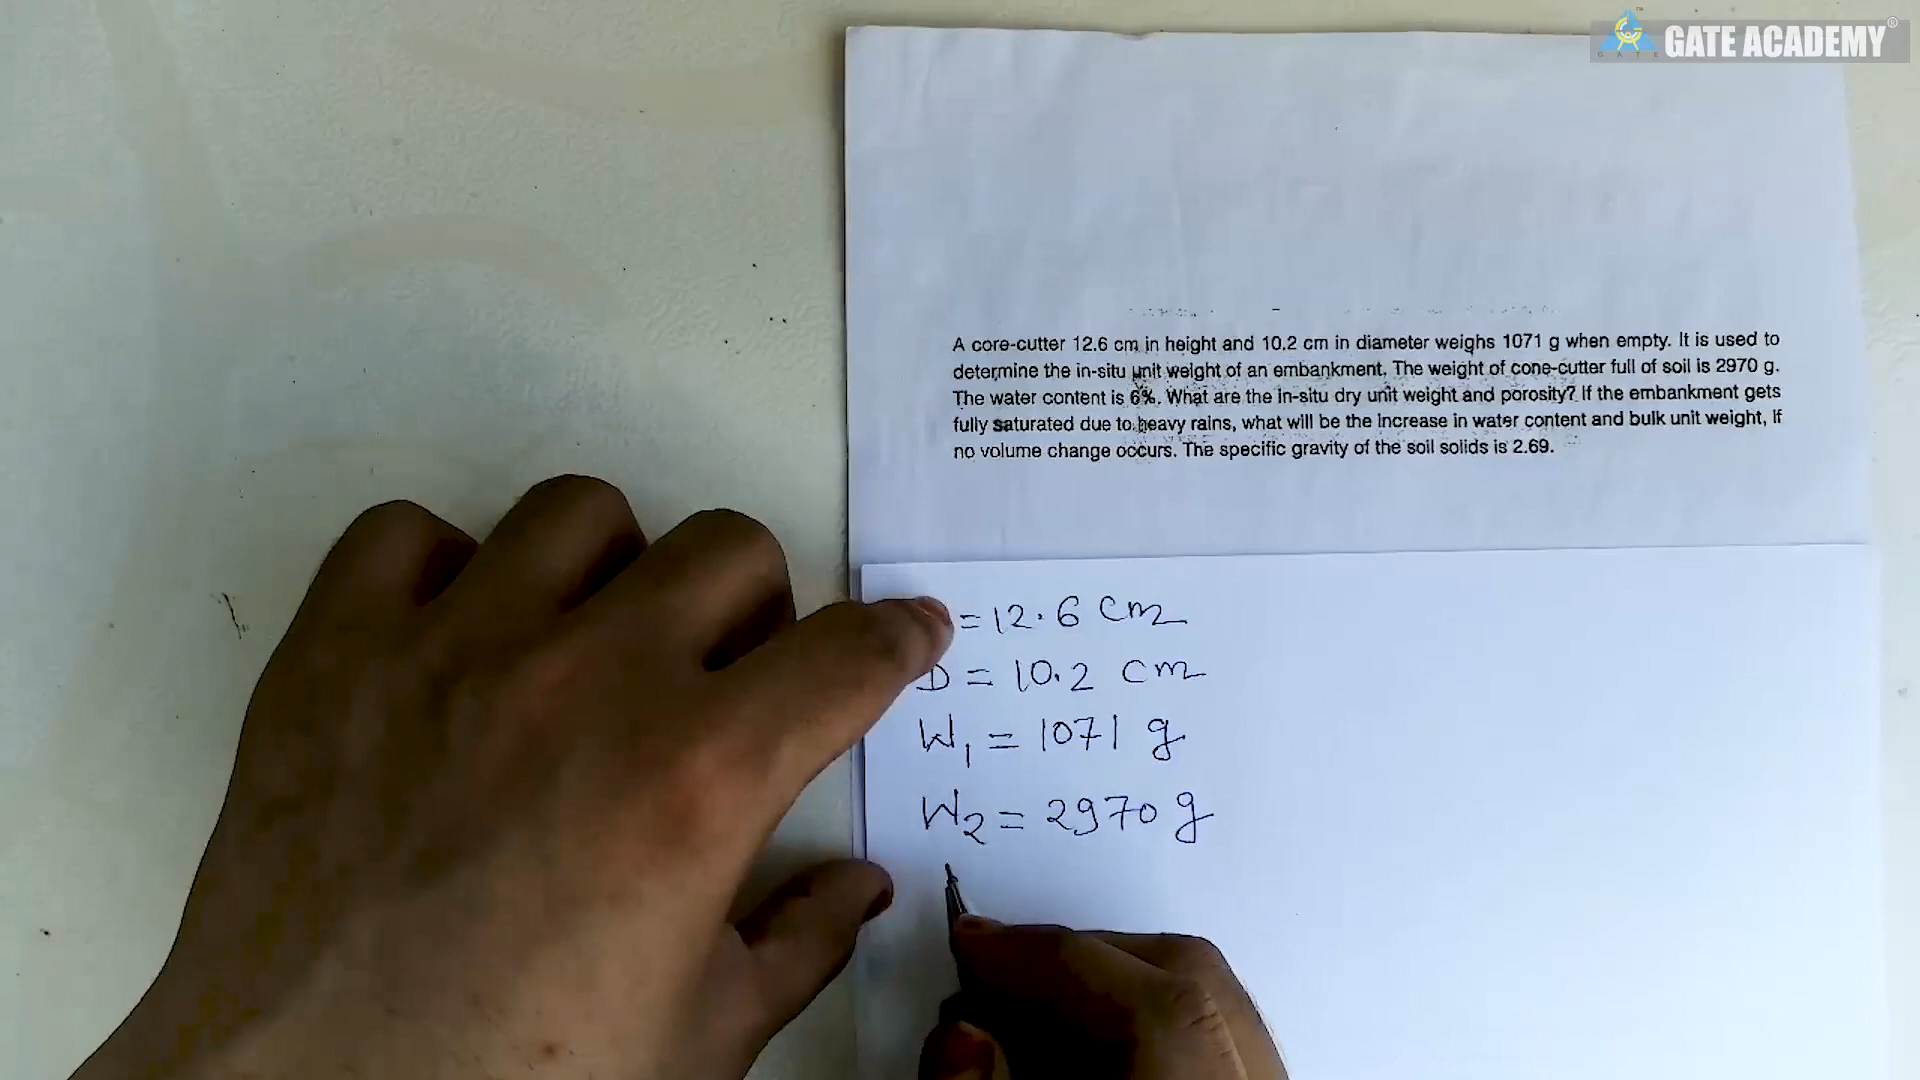 GATE ACADEMY®
A core-cutter 12.6 cm in height and 10.2 cm in diameter weighs 1071 g when empty. It is used to
determine the in-situ unit weight of an embankment. The weight of cone-cutter full of soil is 2970 g.
The water content is 6%. What are the in-situ dry unit weight and porosity? If the embankment gets
fully saturated due to heavy rains, what will be the increase in water content and bulk unit weight, if
no volume change occurs. The specific gravity of the soil solids is 2.69.
= 12.6 cm
D = 10.2 cm
W1 = 1071 g
W2 = 2970 g